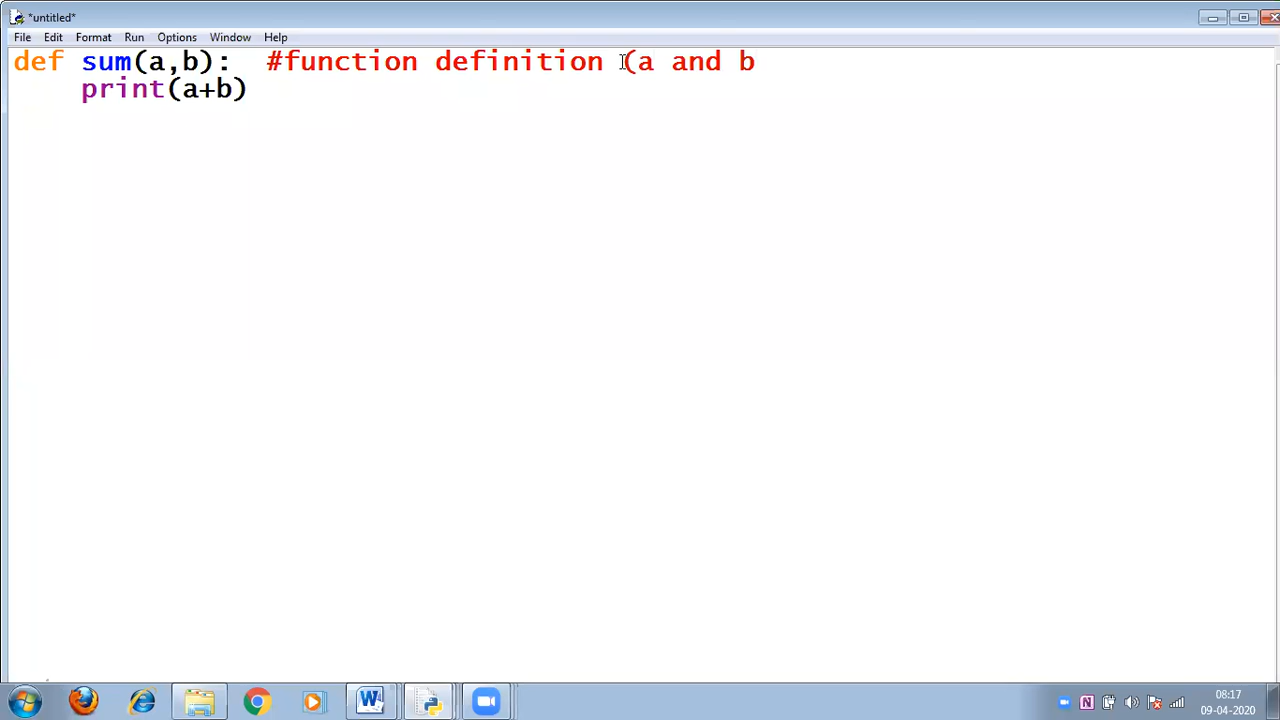 *untitled*
File Edit Format Run Options Window Help
def sum(a,b):  #function definition (a and b
    print(a+b)
08:17
09-04-2020